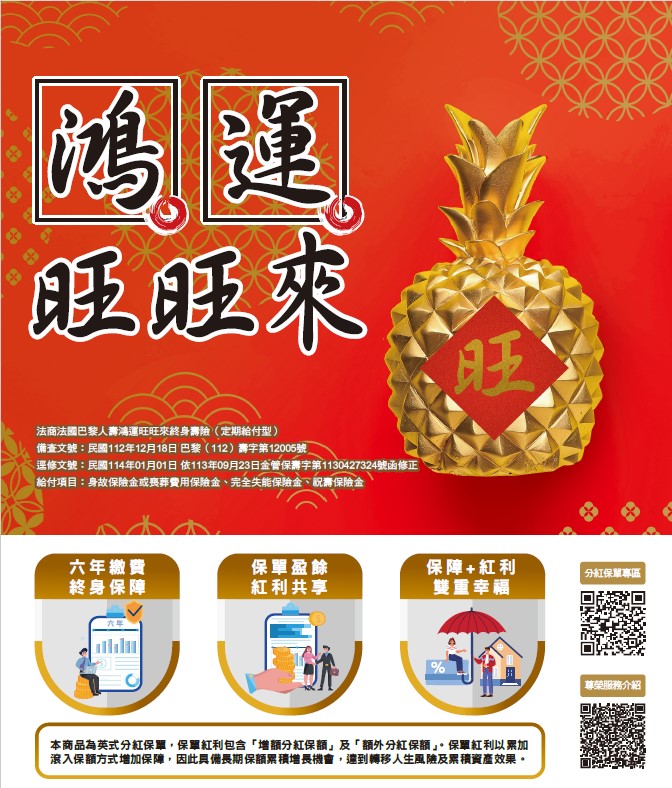 鴻運
旺旺來
旺
法商法國巴黎人壽鴻運旺旺來終身壽險（定期給付型）
備查文號：民國112年12月18日 巴黎（112）壽字第12005號
逕修文號：民國114年01月01日 依113年09月23日金管保壽字第1130427324號函修正
給付項目：身故保險金或喪葬費用保險金、完全失能保險金、祝壽保險金
六年繳費
終身保障
六年
保單盈餘
紅利共享
保障+紅利
雙重幸福
%
分紅保單專區
尊榮服務介紹
本商品為英式分紅保單，保單紅利包含「增額分紅保額」及「額外分紅保額」。保單紅利以累加
滾入保額方式增加保障，因此具備長期保額累積增長機會，達到轉移人生風險及累積資產效果。